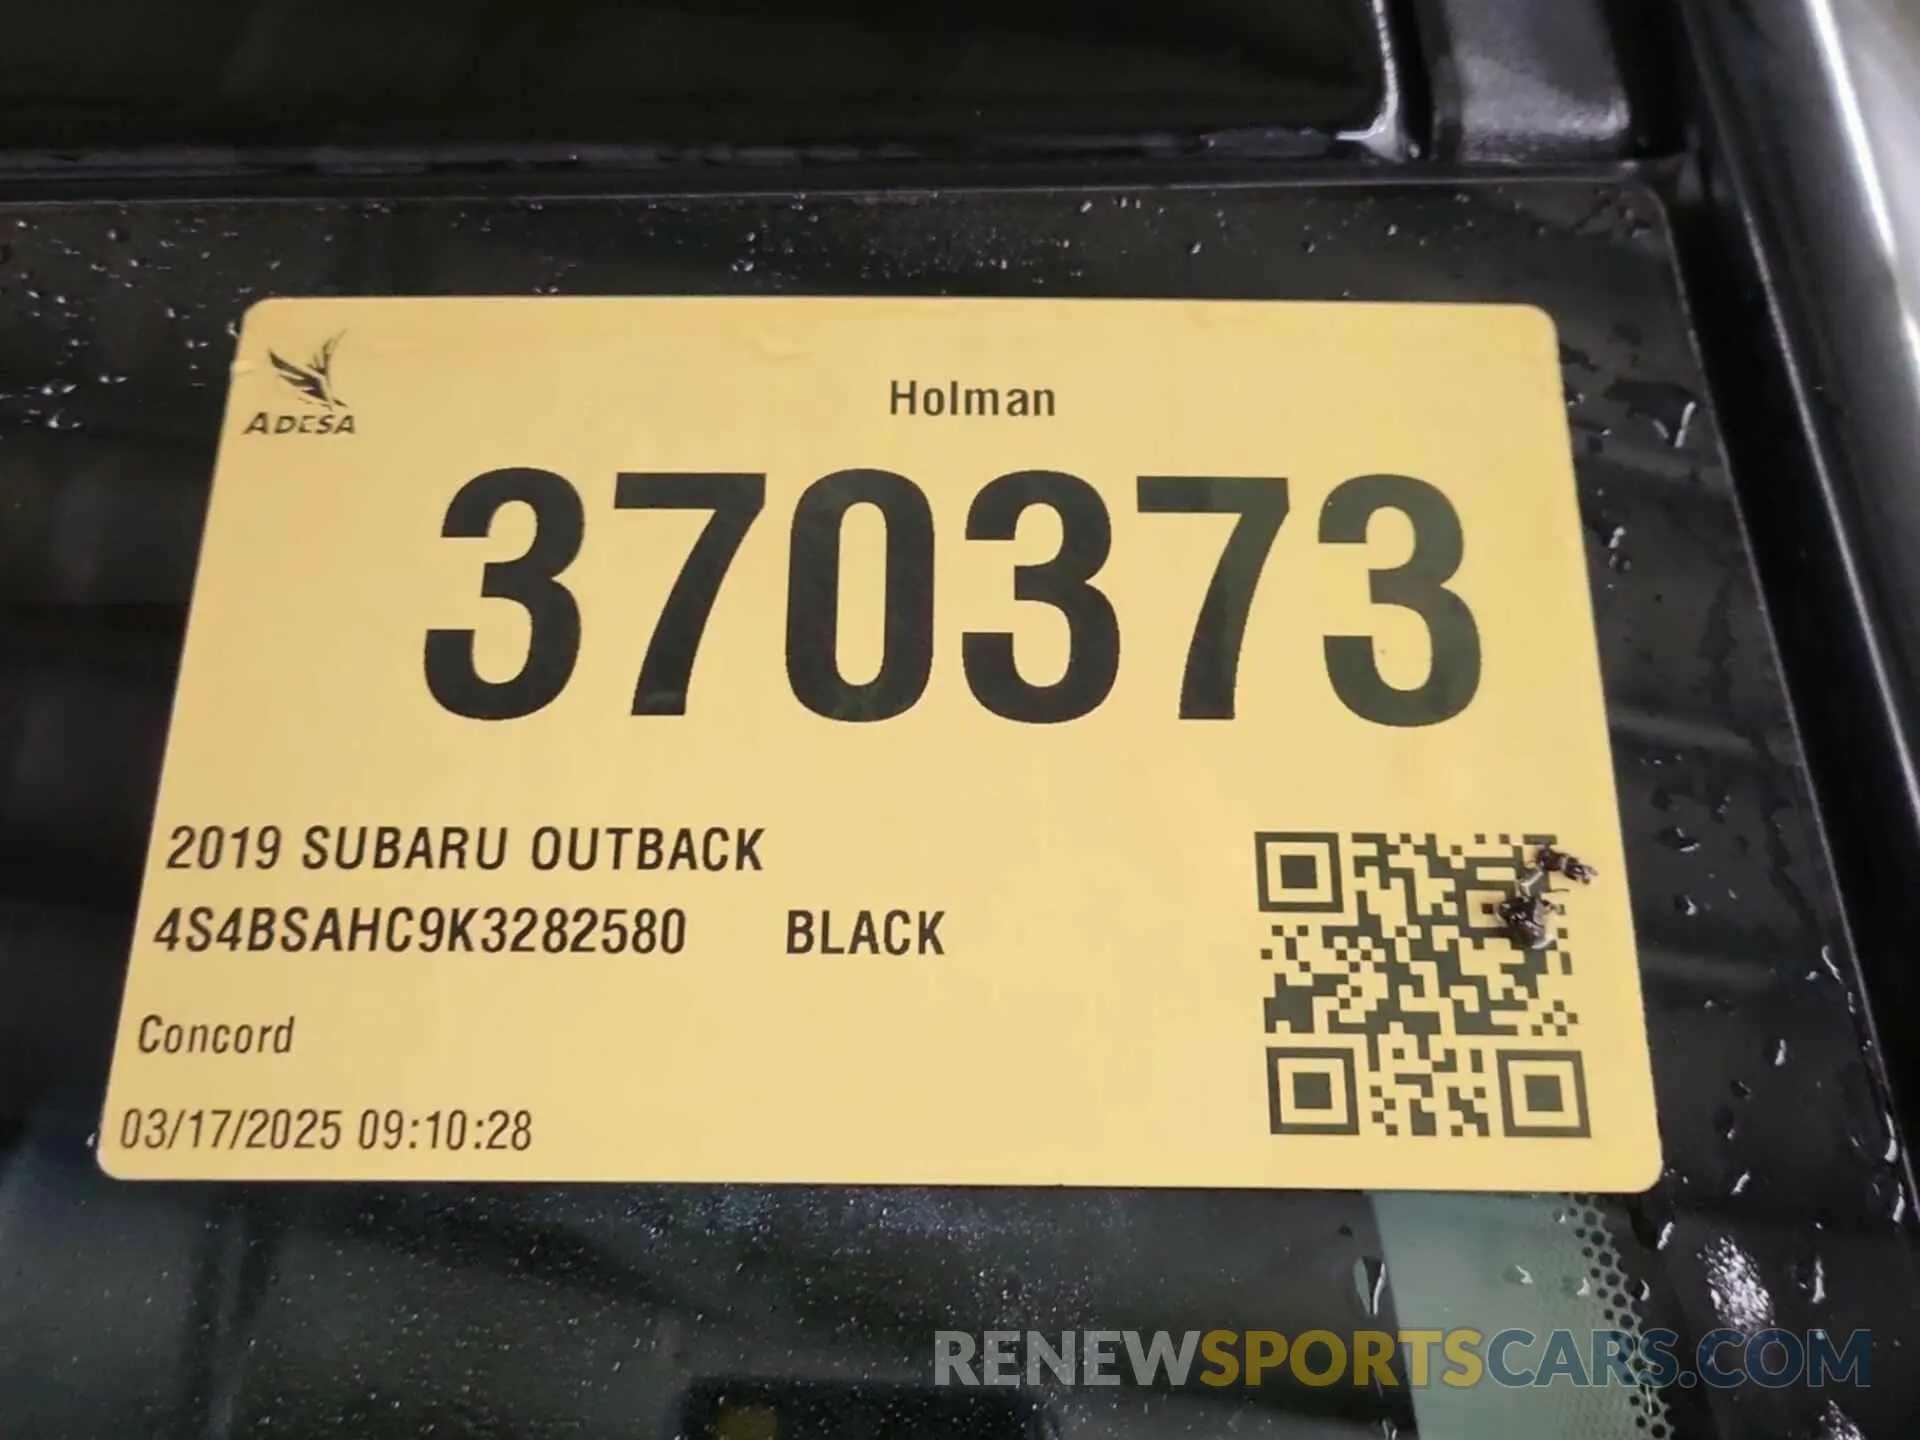 ADESA
Holman
370373
2019 SUBARU OUTBACK
4S4BSAHC9K3282580 BLACK
Concord
03/17/2025 09:10:28
RENEWSPORTSCARS.COM